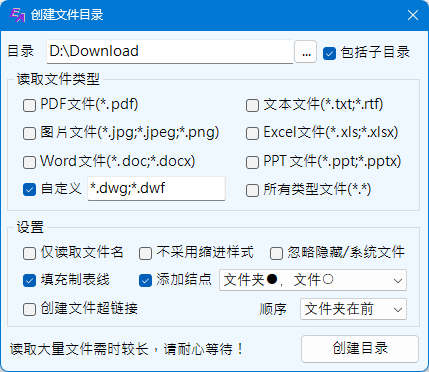 创建文件目录
目录 D:\Download ... 包括子目录
读取文件类型
PDF文件(*.pdf) 文本文件(*.txt;*.rtf)
图片文件(*.jpg;*.jpeg;*.png) Excel文件(*.xls;*.xlsx)
Word文件(*.doc;*.docx) PPT文件(*.ppt;*.pptx)
自定义 *.dwg;*.dwf 所有类型文件(*.*)
设置
仅读取文件名 不采用缩进样式 忽略隐藏/系统文件
填充制表线 添加结点 文件夹●，文件○
创建文件超链接 顺序 文件夹在前
读取大量文件需时较长，请耐心等待！ 创建目录